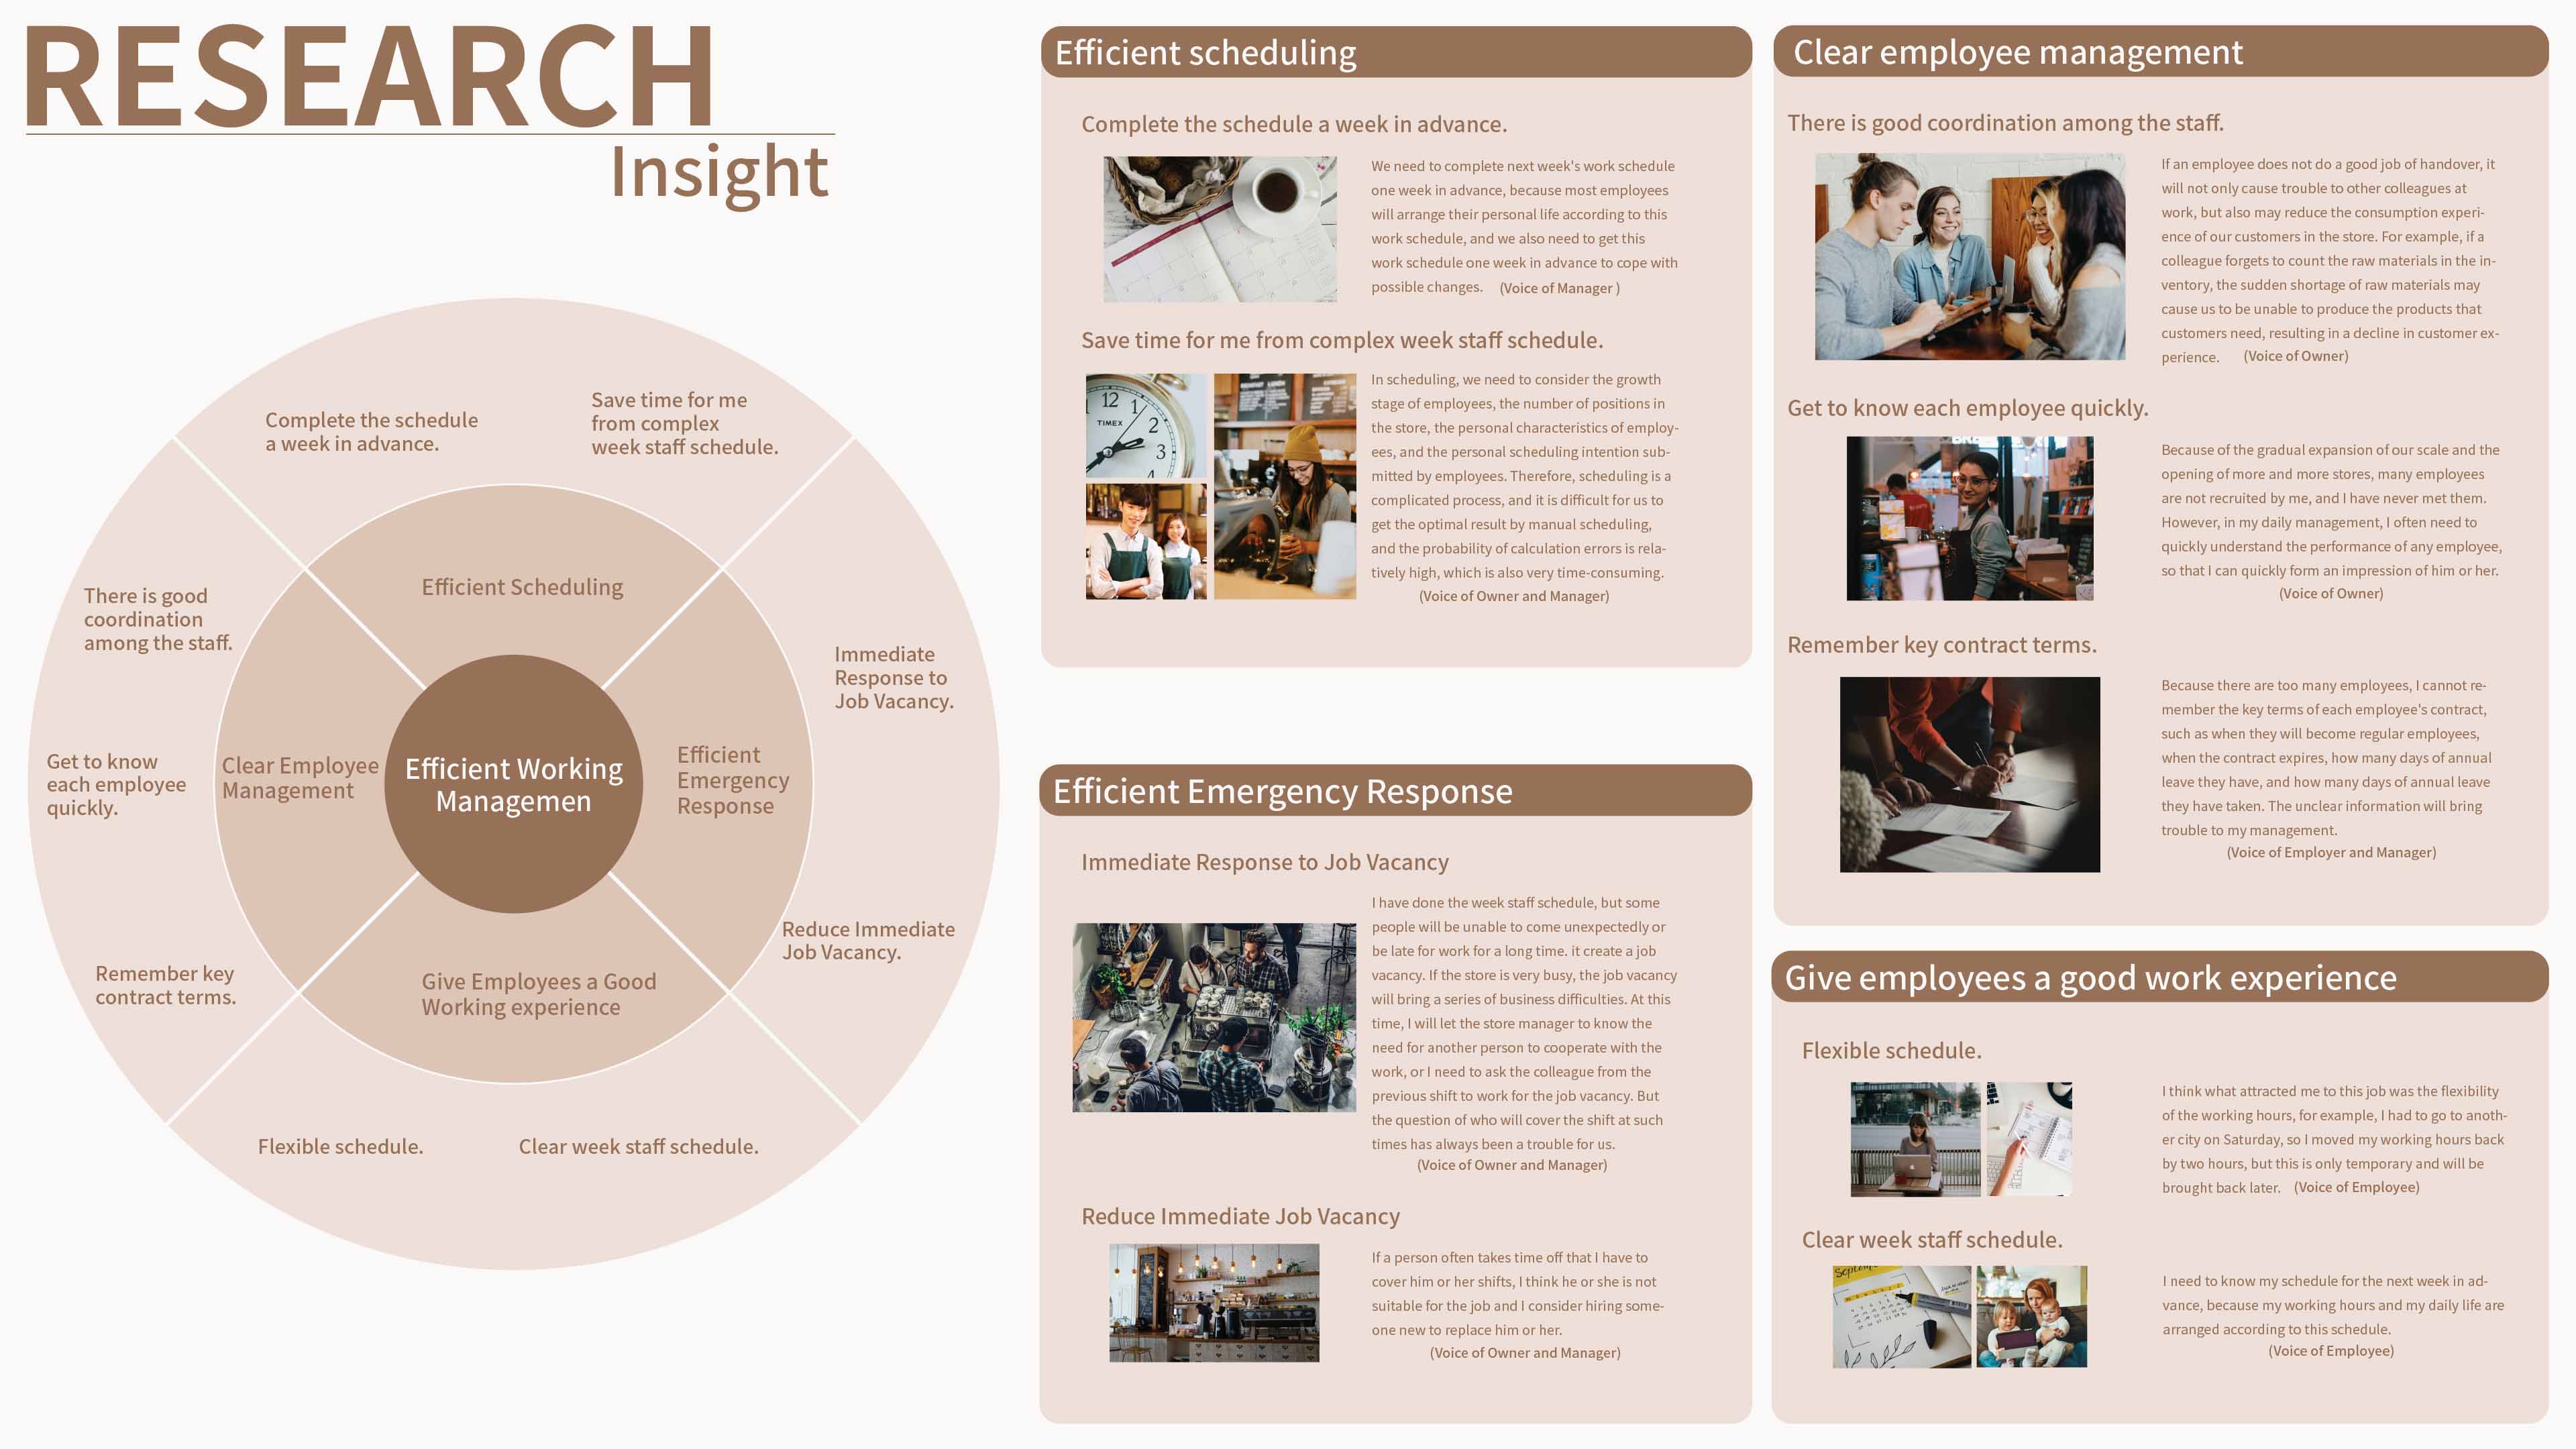 RESEARCH
Insight
Complete the schedule
a week in advance.
Save time for me
from complex
week staff schedule.
There is good
coordination
among the staff.
Efficient Scheduling
Immediate
Response to
Job Vacancy.
Get to know
each employee
quickly.
Clear Employee
Management
Efficient Working
Managemen
Efficient
Emergency
Response
Reduce Immediate
Job Vacancy.
Remember key
contract terms.
Give Employees a Good
Working experience
Flexible schedule.
Clear week staff schedule.
Efficient scheduling
Complete the schedule a week in advance.
We need to complete next week's work schedule
one week in advance, because most employees
will arrange their personal life according to this
work schedule, and we also need to get this
work schedule one week in advance to cope with
possible changes. (Voice of Manager )
Save time for me from complex week staff schedule.
12
1
2
3
4
TIMEX
In scheduling, we need to consider the growth
stage of employees, the number of positions in
the store, the personal characteristics of employ-
ees, and the personal scheduling intention sub-
mitted by employees. Therefore, scheduling is a
complicated process, and it is difficult for us to
get the optimal result by manual scheduling,
and the probability of calculation errors is rela-
tively high, which is also very time-consuming.
(Voice of Owner and Manager)
Efficient Emergency Response
Immediate Response to Job Vacancy
I have done the week staff schedule, but some
people will be unable to come unexpectedly or
be late for work for a long time. it create a job
vacancy. If the store is very busy, the job vacancy
will bring a series of business difficulties. At this
time, I will let the store manager to know the
need for another person to cooperate with the
work, or I need to ask the colleague from the
previous shift to work for the job vacancy. But
the question of who will cover the shift at such
times has always been a trouble for us.
(Voice of Owner and Manager)
Reduce Immediate Job Vacancy
If a person often takes time off that I have to
cover him or her shifts, I think he or she is not
suitable for the job and I consider hiring some-
one new to replace him or her.
(Voice of Owner and Manager)
Clear employee management
There is good coordination among the staff.
If an employee does not do a good job of handover, it
will not only cause trouble to other colleagues at
work, but also may reduce the consumption experi-
ence of our customers in the store. For example, if a
colleague forgets to count the raw materials in the in-
ventory, the sudden shortage of raw materials may
cause us to be unable to produce the products that
customers need, resulting in a decline in customer ex-
perience. (Voice of Owner)
Get to know each employee quickly.
Because of the gradual expansion of our scale and the
opening of more and more stores, many employees
are not recruited by me, and I have never met them.
However, in my daily management, I often need to
quickly understand the performance of any employee,
so that I can quickly form an impression of him or her.
(Voice of Owner)
Remember key contract terms.
Because there are too many employees, I cannot re-
member the key terms of each employee's contract,
such as when they will become regular employees,
when the contract expires, how many days of annual
leave they have, and how many days of annual leave
they have taken. The unclear information will bring
trouble to my management.
(Voice of Employer and Manager)
Give employees a good work experience
Flexible schedule.
I think what attracted me to this job was the flexibility
of the working hours, for example, I had to go to anoth-
er city on Saturday, so I moved my working hours back
by two hours, but this is only temporary and will be
brought back later. (Voice of Employee)
Clear week staff schedule.
I need to know my schedule for the next week in ad-
vance, because my working hours and my daily life are
arranged according to this schedule.
(Voice of Employee)